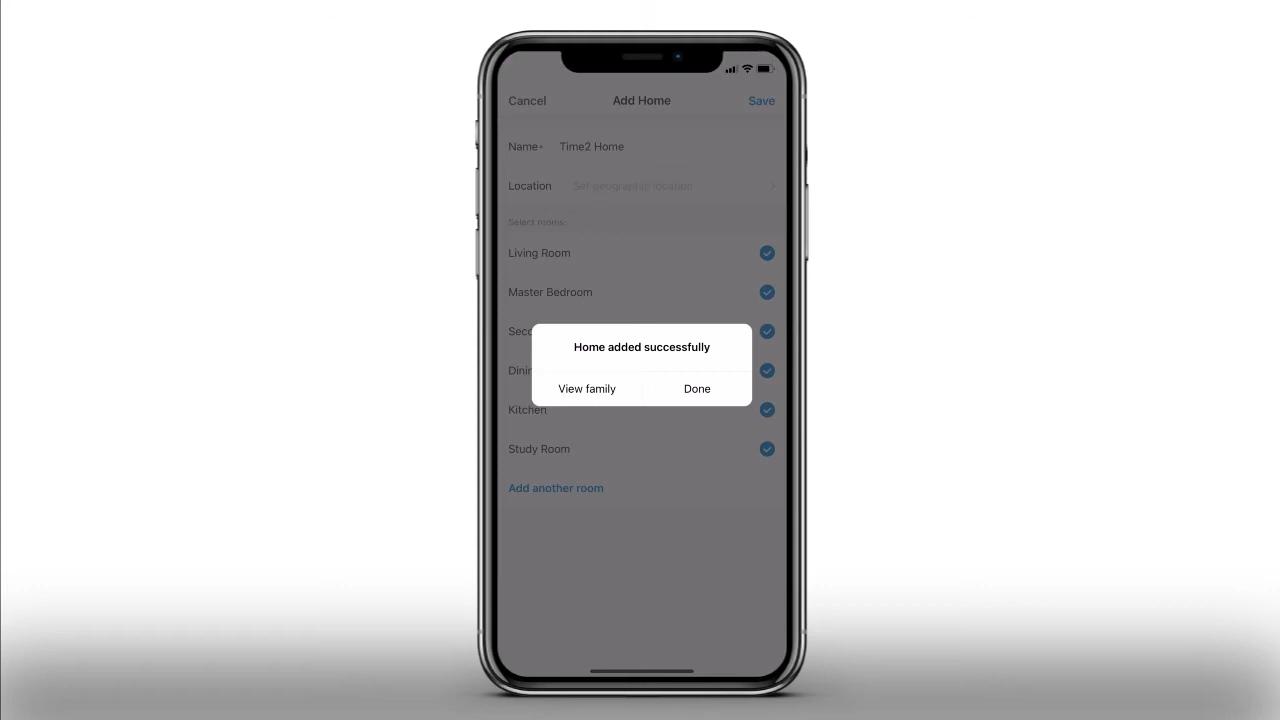 Cancel Add Home Save
Name* Time2 Home
Location Set geographic location
Select rooms:
Living Room
Master Bedroom
Seco
Home added successfully
Dinin
View family Done
Kitchen
Study Room
Add another room